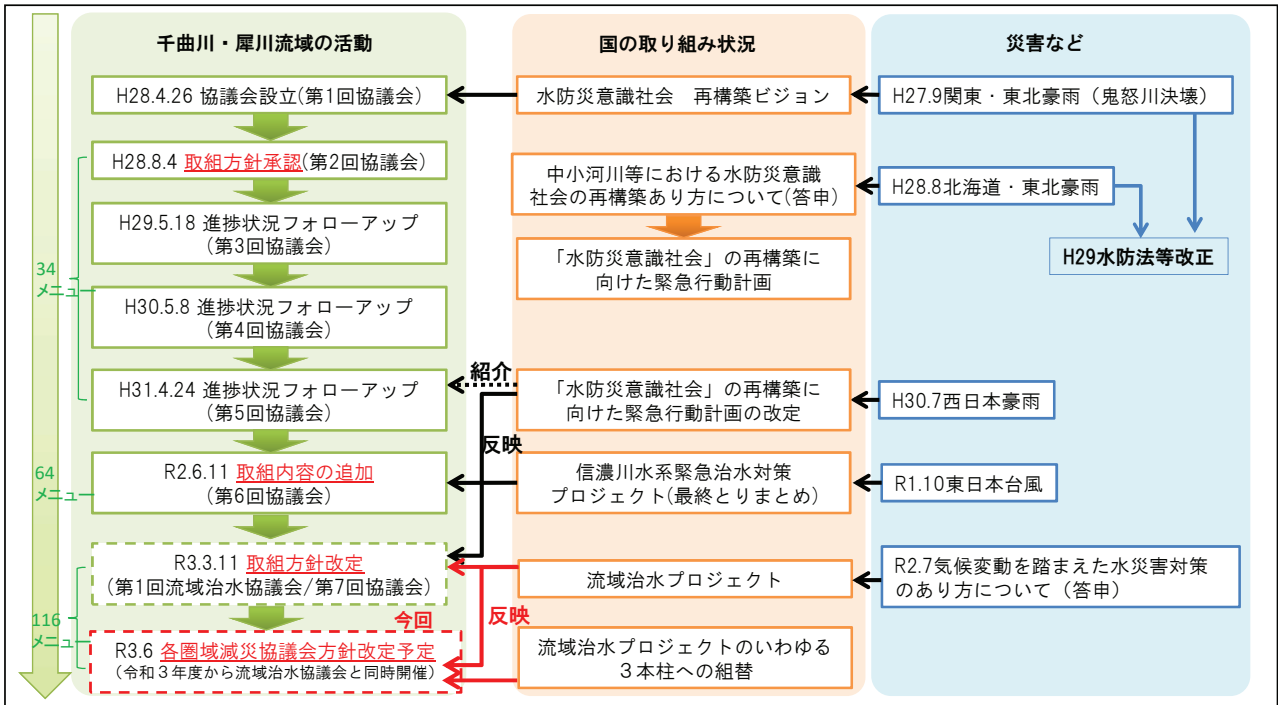 千曲川・犀川流域の活動
H28.4.26 協議会設立(第1回協議会)
H28.8.4 取組方針承認(第2回協議会)
H29.5.18 進捗状況フォローアップ
(第3回協議会)
34
メニュー
H30.5.8 進捗状況フォローアップ
(第4回協議会)
H31.4.24 進捗状況フォローアップ
(第5回協議会)
64
メニュー
R2.6.11 取組内容の追加
(第6回協議会)
R3.3.11 取組方針改定
(第1回流域治水協議会/第7回協議会)
116
メニュー
今回
R3.6 各圏域減災協議会方針改定予定
(令和３年度から流域治水協議会と同時開催)
紹介
反映
反映
国の取り組み状況
水防災意識社会　再構築ビジョン
中小河川等における水防災意識
社会の再構築あり方について(答申)
「水防災意識社会」の再構築に
向けた緊急行動計画
「水防災意識社会」の再構築に
向けた緊急行動計画の改定
信濃川水系緊急治水対策
プロジェクト(最終とりまとめ)
流域治水プロジェクト
流域治水プロジェクトのいわゆる
３本柱への組替
災害など
H27.9関東・東北豪雨（鬼怒川決壊）
H28.8北海道・東北豪雨
H29水防法等改正
H30.7西日本豪雨
R1.10東日本台風
R2.7気候変動を踏まえた水災害対策
のあり方について（答申）